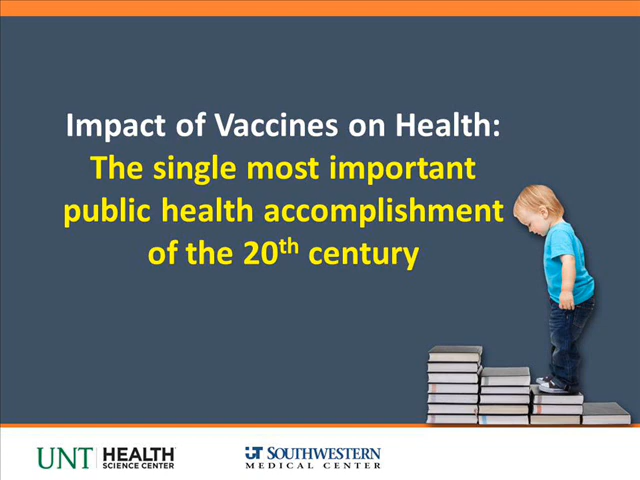 Impact of Vaccines on Health:
The single most important
public health accomplishment
of the 20th century
UNT HEALTH
SCIENCE CENTER
UT SOUTHWESTERN
MEDICAL CENTER